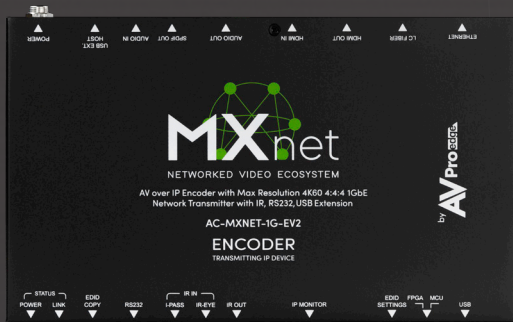 POWER
USB EXT.
HOST
AUDIO IN
S/PDIF OUT
AUDIO OUT
HDMI IN
HDMI OUT
LC FIBER
ETHERNET
MXnet
NETWORKED VIDEO ECOSYSTEM
AV over IP Encoder with Max Resolution 4K60 4:4:4 1GbE
Network Transmitter with IR, RS232, USB Extension
AC-MXNET-1G-EV2
ENCODER
TRANSMITTING IP DEVICE
by AVPro edge
STATUS
POWER LINK
EDID
COPY
RS232
IR IN
I-PASS IR-EYE
IR OUT
IP MONITOR
EDID
SETTINGS
FPGA MCU
USB